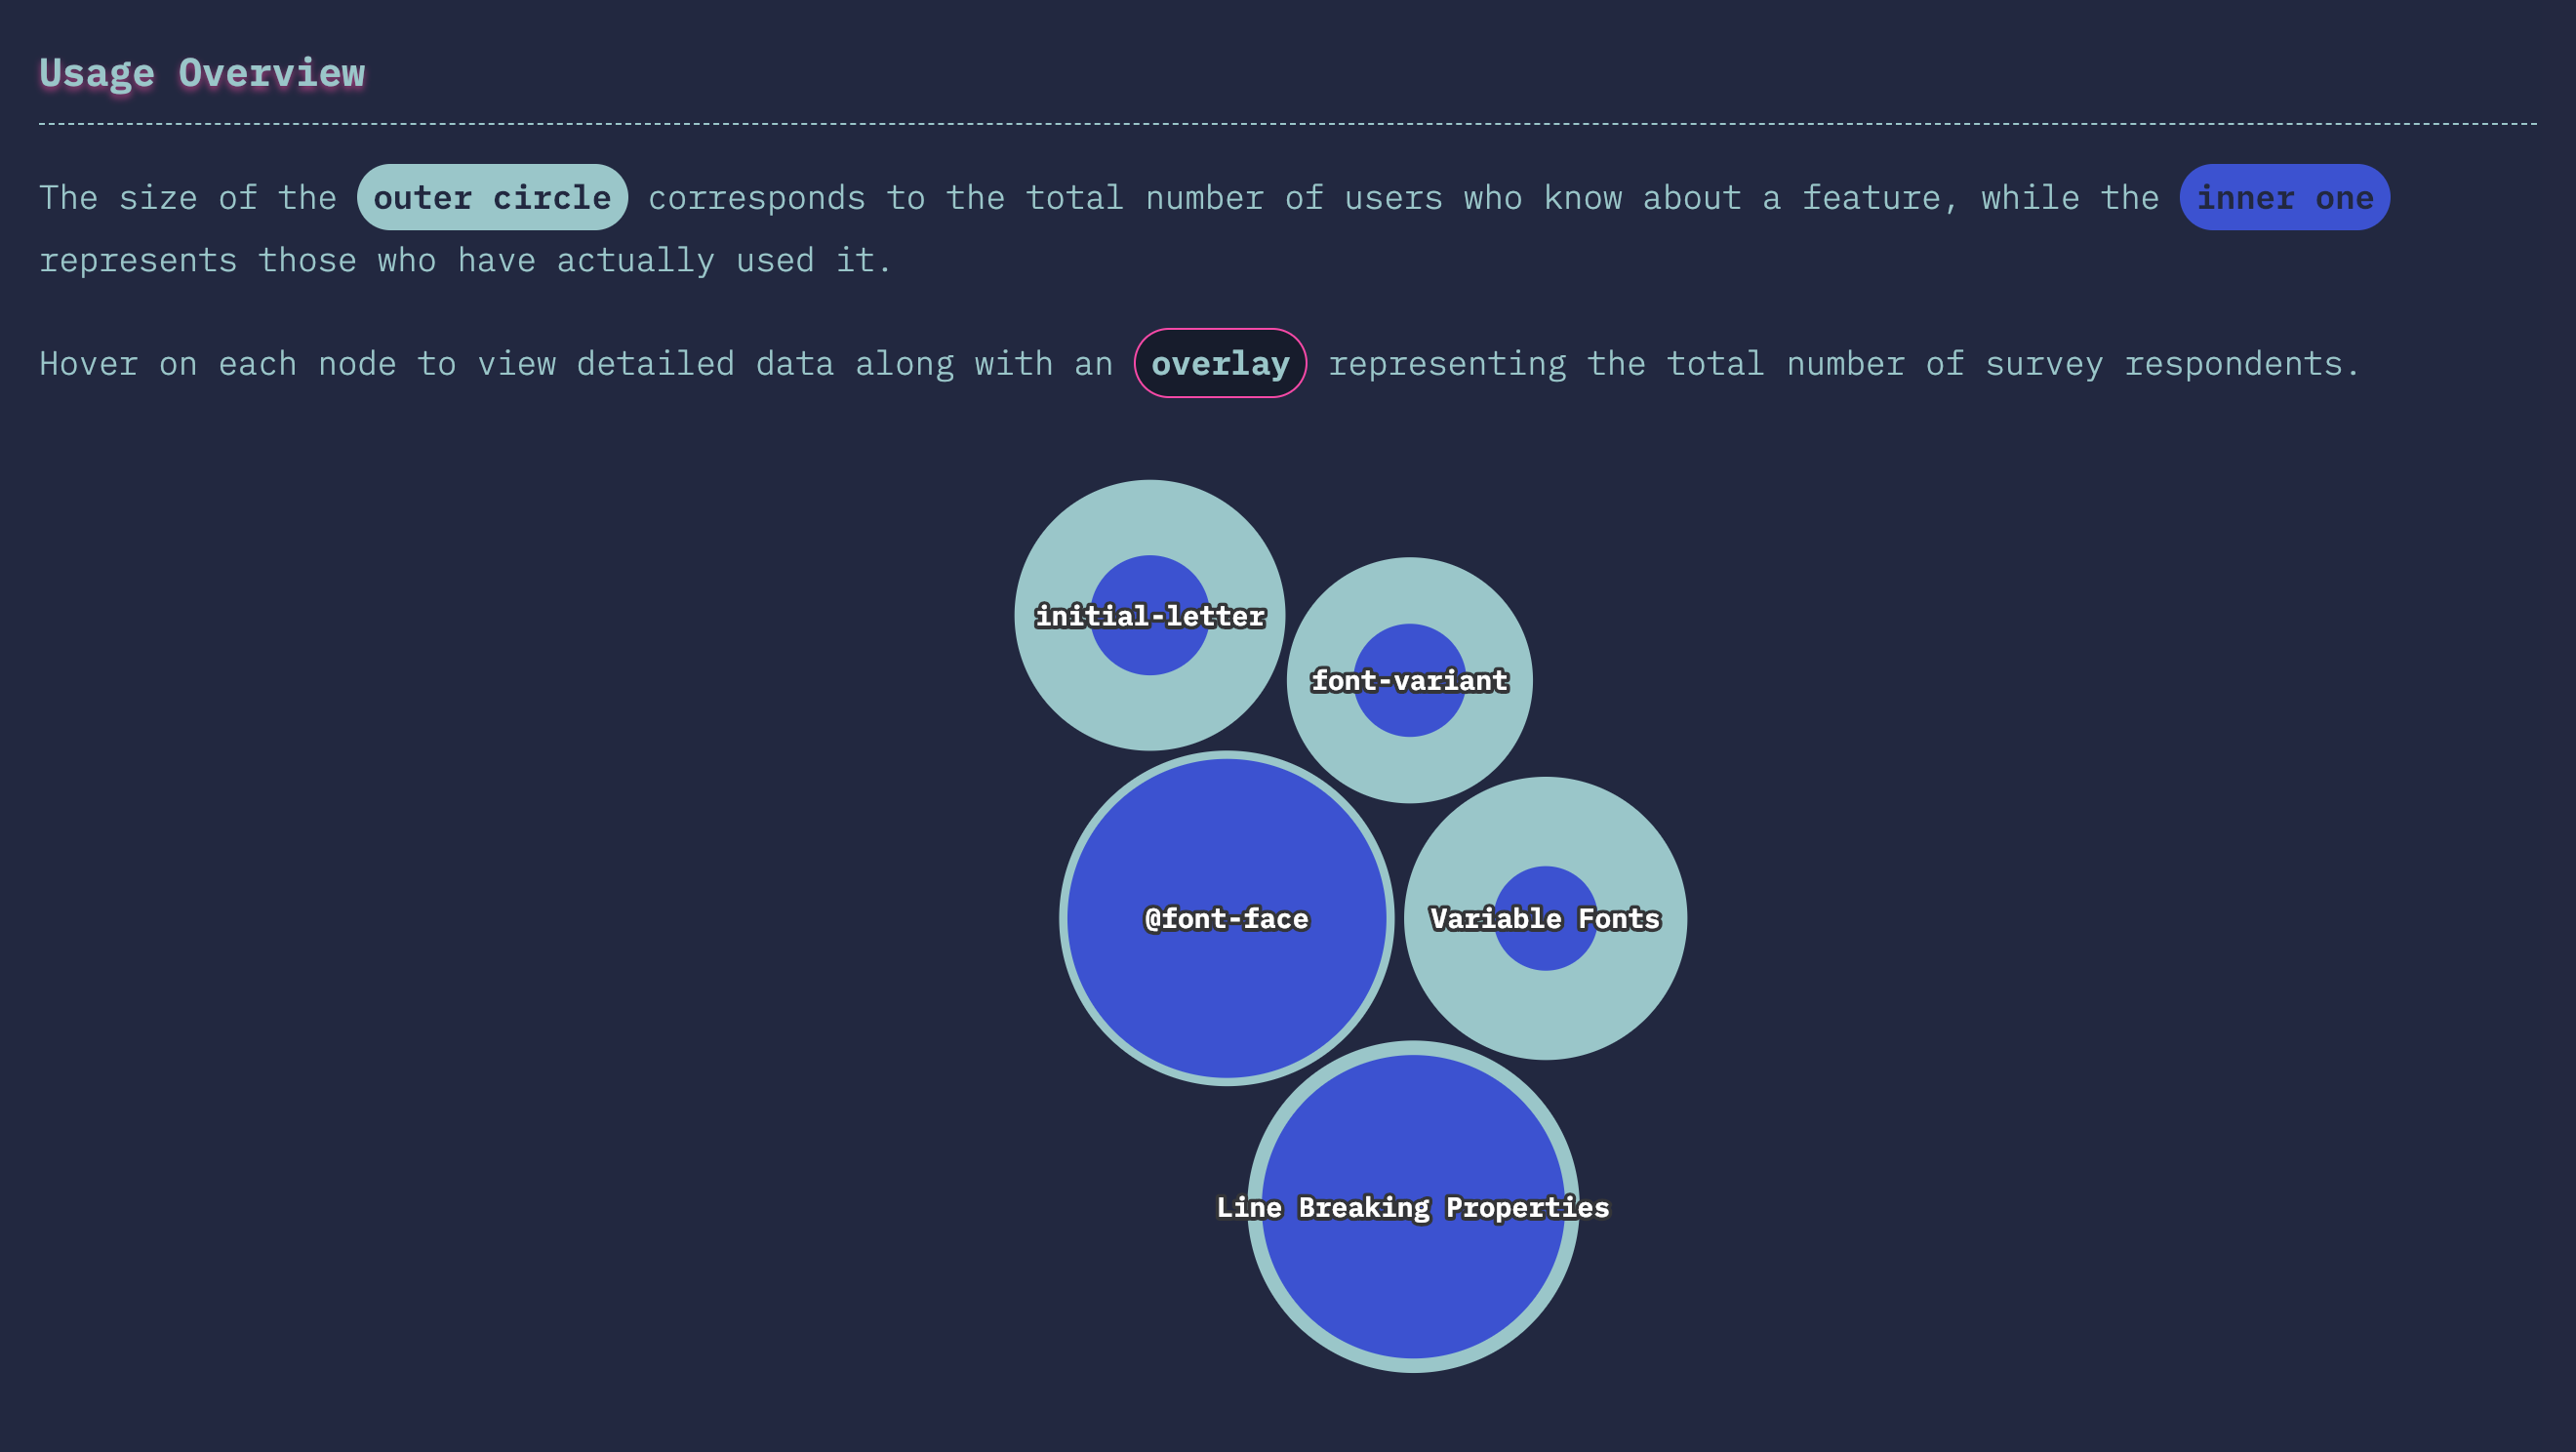 Usage Overview
The size of the outer circle corresponds to the total number of users who know about a feature, while the inner one
represents those who have actually used it.
Hover on each node to view detailed data along with an overlay representing the total number of survey respondents.
initial-letter
font-variant
@font-face
Variable Fonts
Line Breaking Properties